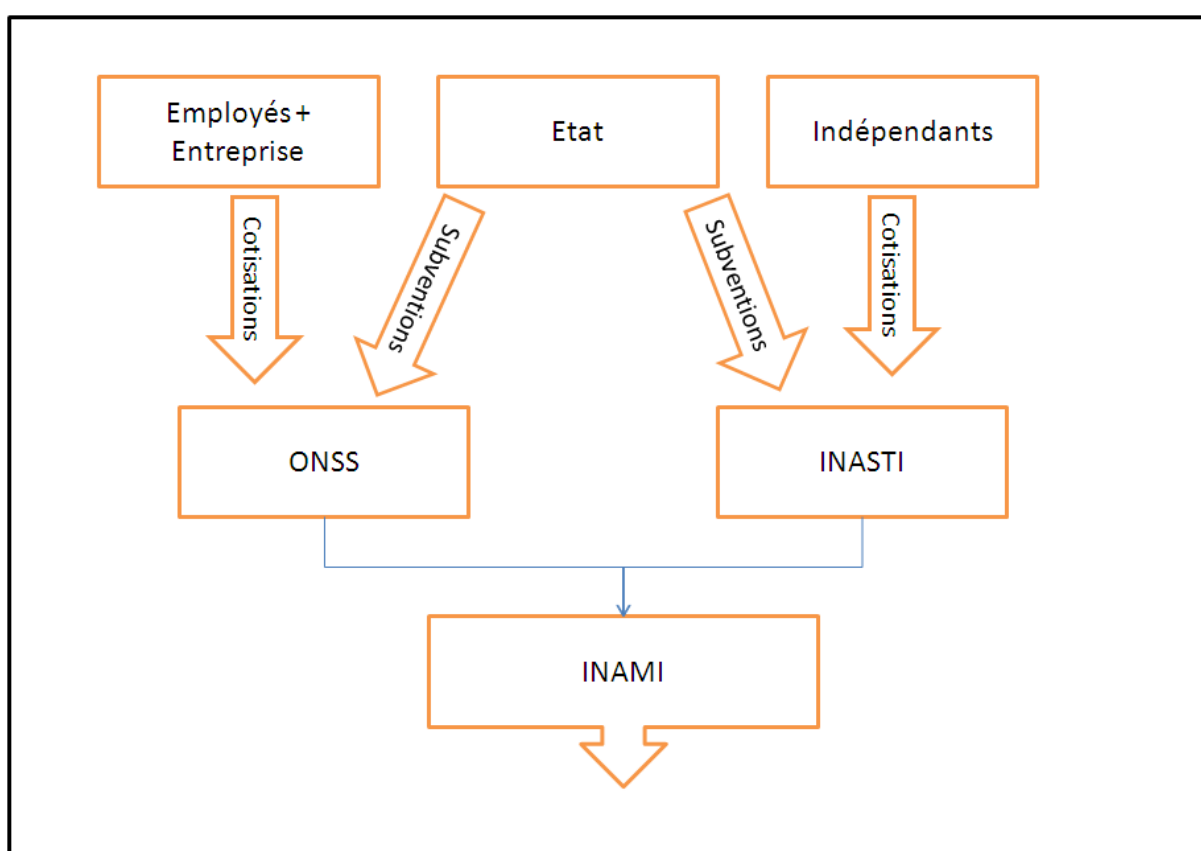 Employés +
Entreprise
Etat
Indépendants
Cotisations
Subventions
Subventions
Cotisations
ONSS
INASTI
INAMI